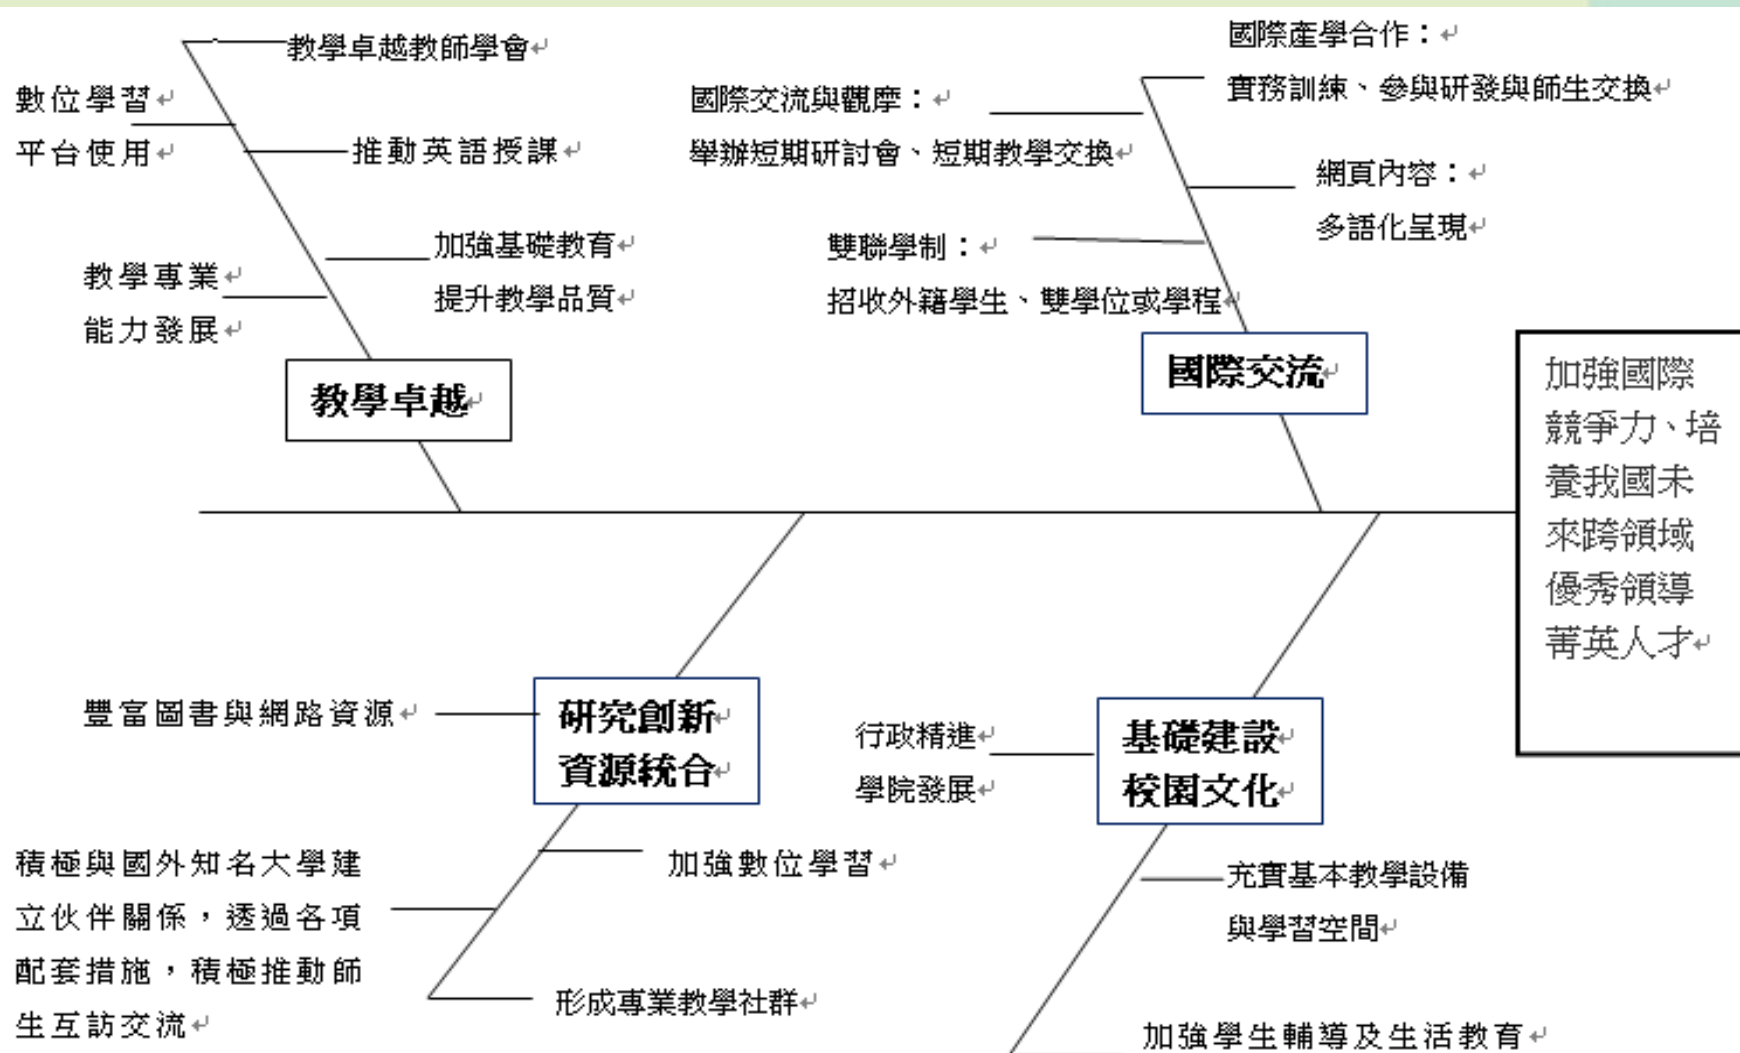 教學卓越教師學會
數位學習
平台使用
推動英語授課
加強基礎教育
提升教學品質
教學專業
能力發展
教學卓越
國際產學合作：
實務訓練、參與研發與師生交換
國際交流與觀摩：
舉辦短期研討會、短期教學交換
網頁內容：
多語化呈現
雙聯學制：
招收外籍學生、雙學位或學程
國際交流
加強國際
競爭力、培
養我國未
來跨領域
優秀領導
菁英人才
豐富圖書與網路資源
研究創新
資源統合
加強數位學習
積極與國外知名大學建
立伙伴關係，透過各項
配套措施，積極推動師
生互訪交流
形成專業教學社群
行政精進
學院發展
基礎建設
校園文化
充實基本教學設備
與學習空間
加強學生輔導及生活教育